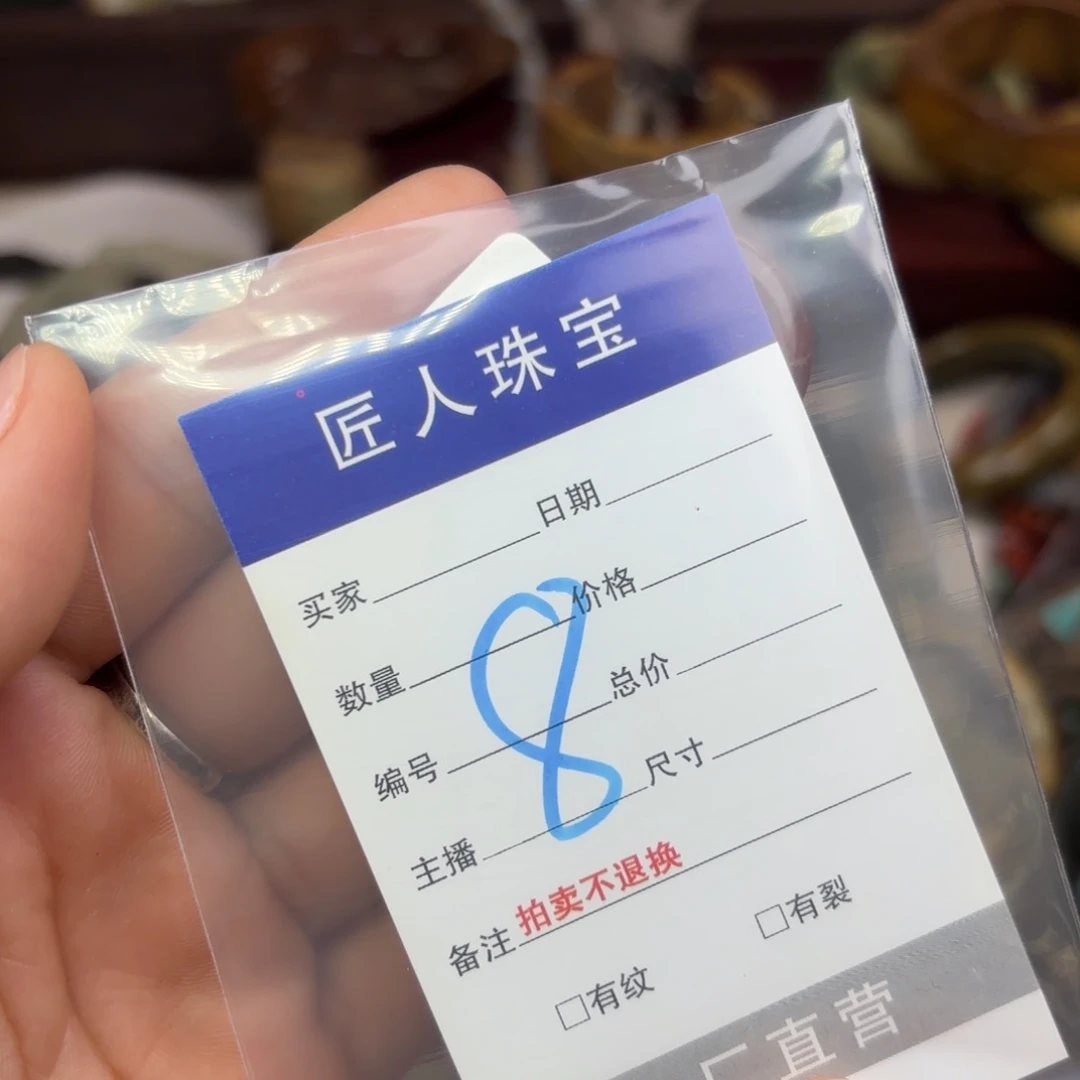 匠人珠宝
买家 日期
数量 价格
编号 总价
主播 尺寸
备注 拍卖不退换
□有纹 □有裂
8
厂直营